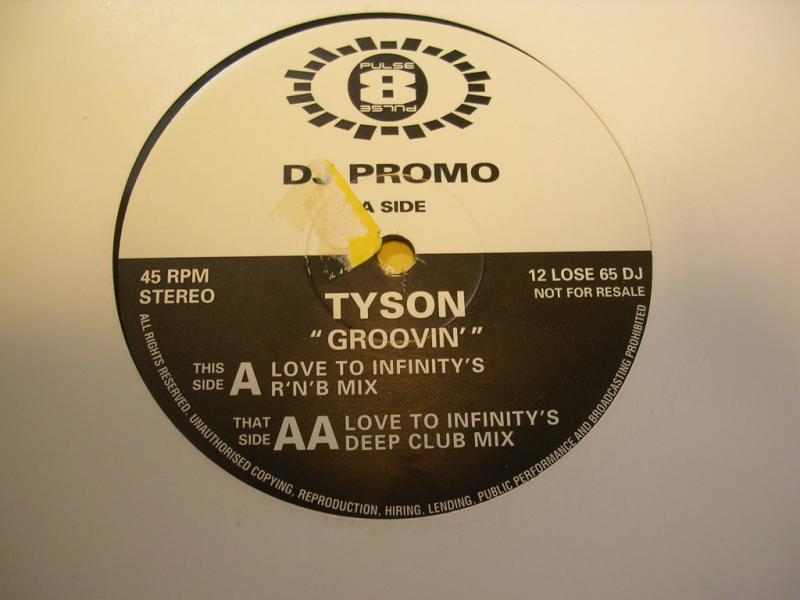 PULSE
8
PULSE
DJ PROMO
A SIDE
45 RPM
STEREO
12 LOSE 65 DJ
NOT FOR RESALE
TYSON
"GROOVIN'"
THIS SIDE A LOVE TO INFINITY'S
R'N'B MIX
THAT SIDE AA LOVE TO INFINITY'S
DEEP CLUB MIX
ALL RIGHTS RESERVED. UNAUTHORISED COPYING, REPRODUCTION, HIRING, LENDING, PUBLIC PERFORMANCE AND BROADCASTING PROHIBITED